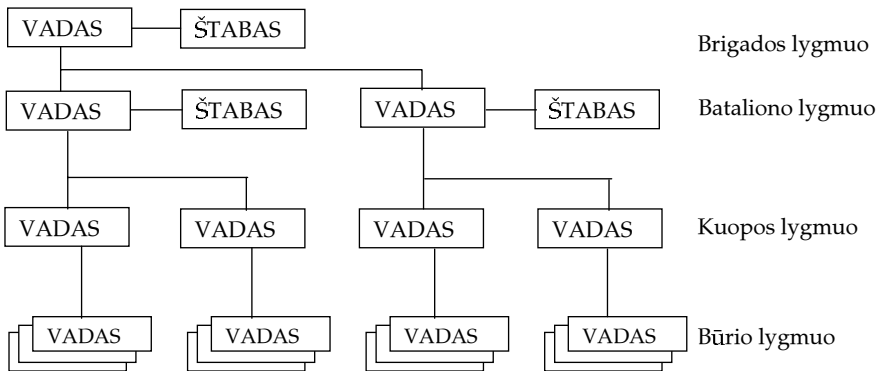 VADAS ŠTABAS Brigados lygmuo
VADAS ŠTABAS VADAS ŠTABAS Bataliono lygmuo
VADAS VADAS VADAS VADAS Kuopos lygmuo
VADAS VADAS VADAS VADAS Būrio lygmuo